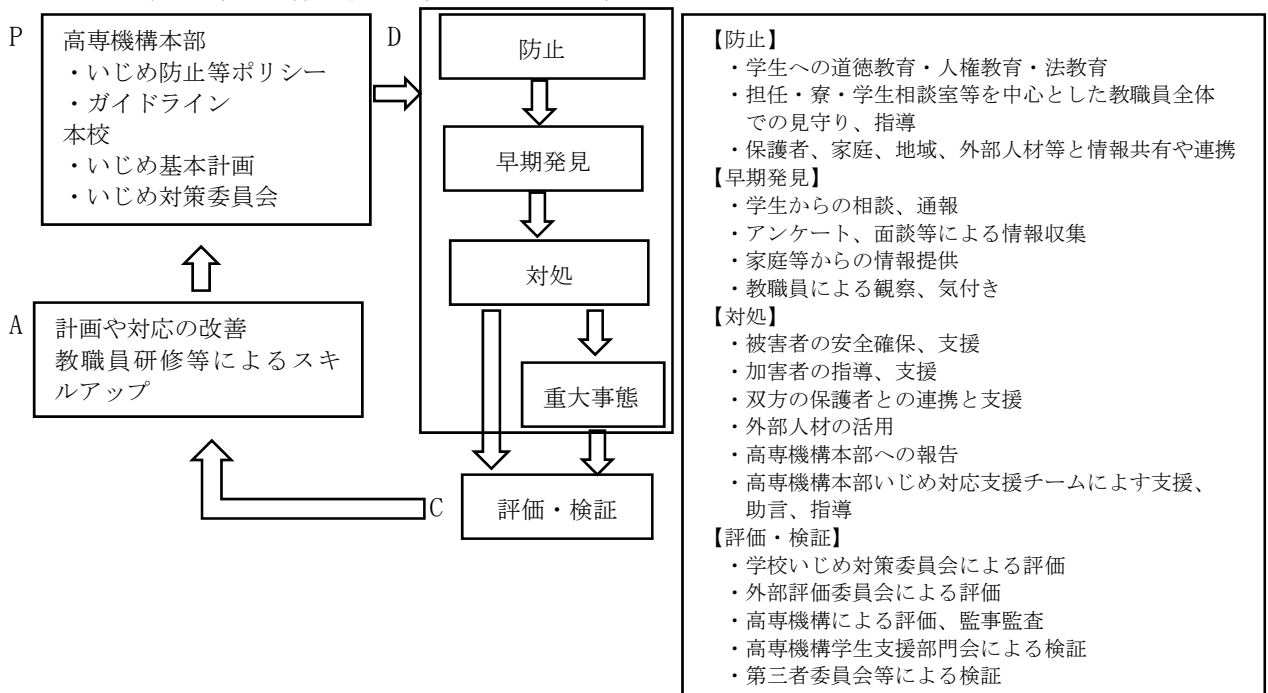 P
高専機構本部
・いじめ防止等ポリシー
・ガイドライン
本校
・いじめ基本計画
・いじめ対策委員会
A
計画や対応の改善
教職員研修等によるスキ
ルアップ
D
防止
早期発見
対処
重大事態
C
評価・検証
【防止】
・学生への道徳教育・人権教育・法教育
・担任・寮・学生相談室等を中心とした教職員全体
での見守り、指導
・保護者、家庭、地域、外部人材等と情報共有や連携
【早期発見】
・学生からの相談、通報
・アンケート、面談等による情報収集
・家庭等からの情報提供
・教職員による観察、気付き
【対処】
・被害者の安全確保、支援
・加害者の指導、支援
・双方の保護者との連携と支援
・外部人材の活用
・高専機構本部への報告
・高専機構本部いじめ対応支援チームによす支援、
助言、指導
【評価・検証】
・学校いじめ対策委員会による評価
・外部評価委員会による評価
・高専機構による評価、監事監査
・高専機構学生支援部門会による検証
・第三者委員会等による検証